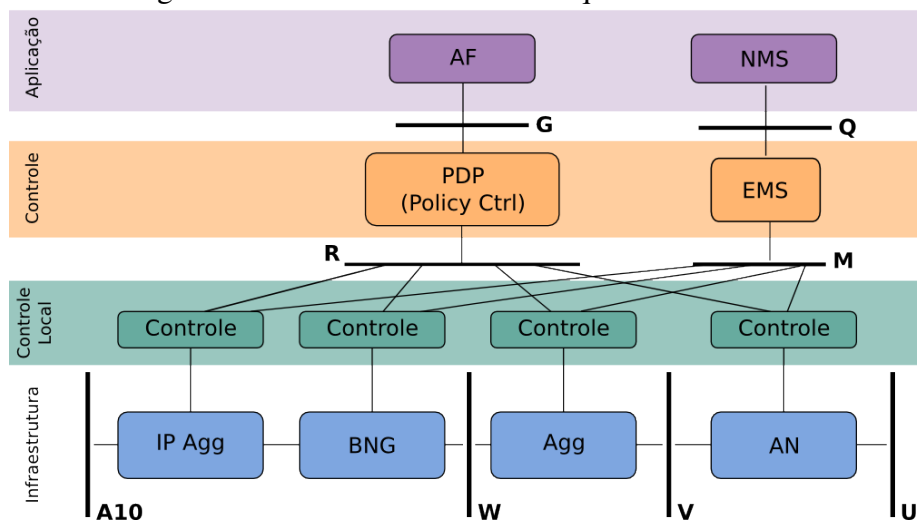 Aplicação
AF
NMS
G
Q
Controle
PDP
(Policy Ctrl)
EMS
R
M
Controle
Local
Controle
Controle
Controle
Controle
Infraestrutura
IP Agg
BNG
Agg
AN
A10
W
V
U